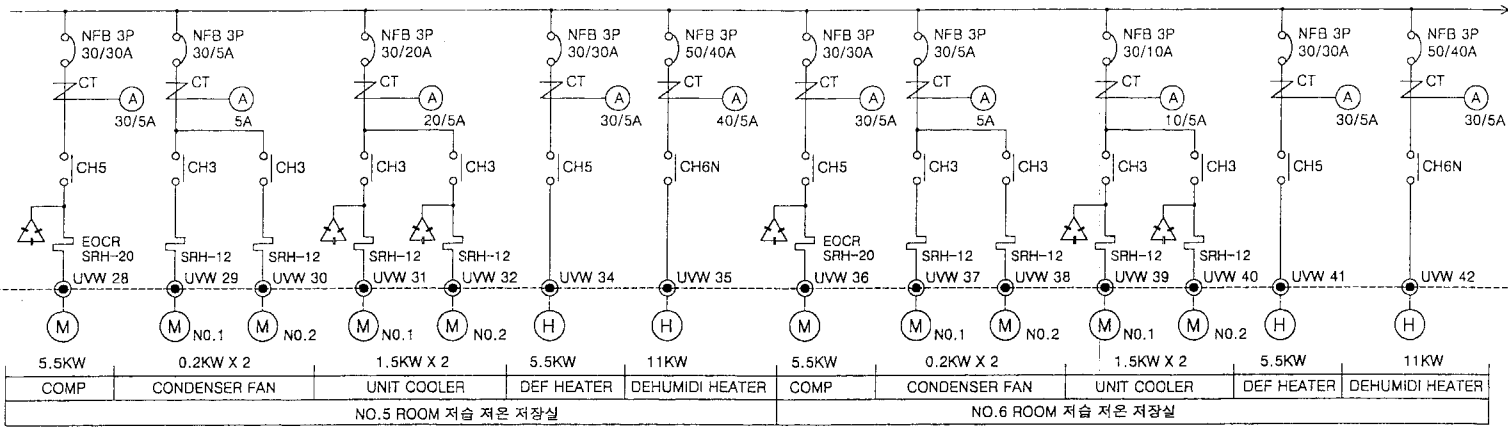 NFB 3P NFB 3P NFB 3P NFB 3P NFB 3P NFB 3P NFB 3P NFB 3P NFB 3P NFB 3P
30/30A 30/5A 30/20A 30/30A 50/40A 30/30A 30/5A 30/10A 30/30A 50/40A
CT CT CT CT CT CT CT CT CT CT
A A A A A A A A A A
30/5A 5A 20/5A 30/5A 40/5A 30/5A 5A 10/5A 30/5A 30/5A
CH5 CH3 CH3 CH3 CH3 CH5 CH6N CH5 CH3 CH3 CH3 CH3 CH5 CH6N
EOCR EOCR
SRH-20 SRH-12 SRH-12 SRH-12 SRH-12 SRH-20 SRH-12 SRH-12 SRH-12 SRH-12
UVW 28 UVW 29 UVW 30 UVW 31 UVW 32 UVW 34 UVW 35 UVW 36 UVW 37 UVW 38 UVW 39 UVW 40 UVW 41 UVW 42
M M NO.1 M NO.2 M NO.1 M NO.2 H H M M NO.1 M NO.2 M NO.1 M NO.2 H H
5.5KW 0.2KW X 2 1.5KW X 2 5.5KW 11KW 5.5KW 0.2KW X 2 1.5KW X 2 5.5KW 11KW
COMP CONDENSER FAN UNIT COOLER DEF HEATER DEHUMIDI HEATER COMP CONDENSER FAN UNIT COOLER DEF HEATER DEHUMIDI HEATER
NO.5 ROOM 저습 저온 저장실 NO.6 ROOM 저습 저온 저장실